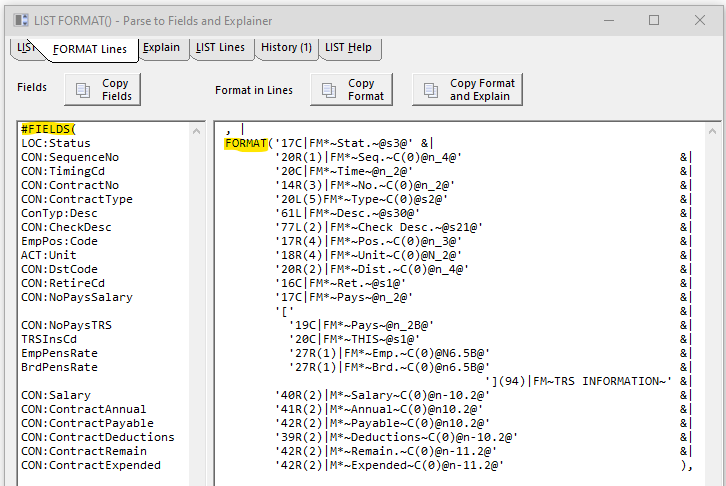 LIST FORMAT() - Parse to Fields and Explainer
LIST FORMAT Lines Explain LIST Lines History (1) LIST Help
Fields
Copy
Fields
Format in Lines
Copy
Format
Copy Format
and Explain
#FIELDS(
LOC:Status
CON:SequenceNo
CON:TimingCd
CON:ContractNo
CON:ContractType
ConTyp:Desc
CON:CheckDesc
EmpPos:Code
ACT:Unit
CON:DstCode
CON:RetireCd
CON:NoPaysSalary
CON:NoPaysTRS
TRSInsCd
EmpPensRate
BrdPensRate
CON:Salary
CON:ContractAnnual
CON:ContractPayable
CON:ContractDeductions
CON:ContractRemain
CON:ContractExpended
, |
FORMAT('17C|FM*~Stat.~@s3@' &|
'20R(1)|FM*~Seq.~C(0)@n_4@' &|
'20C|FM*~Time~@n_2@' &|
'14R(3)|FM*~No.~C(0)@n_2@' &|
'20L(5)FM*~Type~C(0)@s2@' &|
'61L|FM*~Desc.~@s30@' &|
'77L(2)|FM*~Check Desc.~@s21@' &|
'17R(4)|FM*~Pos.~C(0)@n_3@' &|
'18R(4)|FM*~Unit~C(0)@N_2@' &|
'20R(2)|FM*~Dist.~C(0)@n_4@' &|
'16C|FM*~Ret.~@s1@' &|
'17C|FM*~Pays~@n_2@' &|
'[' &|
'19C|FM*~Pays~@n_2B@' &|
'20C|FM*~THIS~@s1@' &|
'27R(1)|FM*~Emp.~C(0)@N6.5B@' &|
'27R(1)|FM*~Brd.~C(0)@n6.5B@' &|
'](94)|FM~TRS INFORMATION~' &|
'40R(2)|M*~Salary~C(0)@n-10.2@' &|
'41R(2)|M*~Annual~C(0)@n10.2@' &|
'42R(2)|M*~Payable~C(0)@n10.2@' &|
'39R(2)|M*~Deductions~C(0)@n-10.2@' &|
'42R(2)|M*~Remain.~C(0)@n-11.2@' &|
'42R(2)|M*~Expended~C(0)@n-11.2@' ),